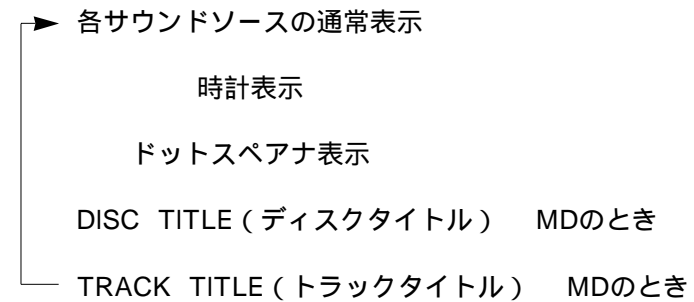 各サウンドソースの通常表示
時計表示
ドットスペアナ表示
DISC TITLE(ディスクタイトル) MDのとき
TRACK TITLE(トラックタイトル) MDのとき